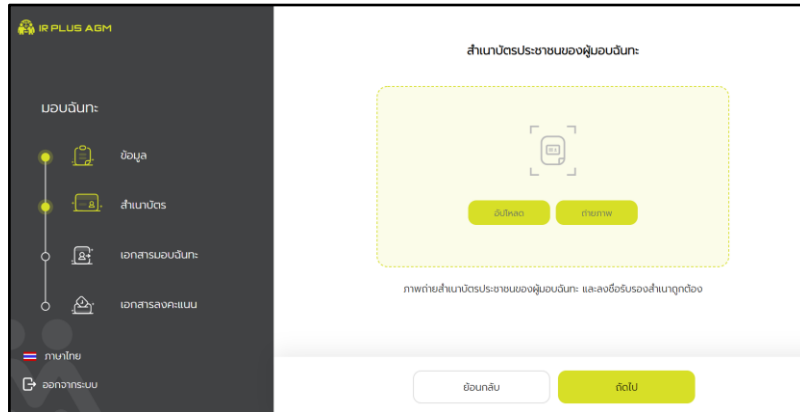 IR PLUS AGM
มอบฉันทะ
ข้อมูล
สำเนาบัตร
เอกสารมอบฉันทะ
เอกสารลงคะแนน
ภาษาไทย
ออกจากระบบ
สำเนาบัตรประชาชนของผู้มอบฉันทะ
อัปโหลด
ถ่ายภาพ
ภาพถ่ายสำเนาบัตรประชาชนของผู้มอบฉันทะ และลงชื่อรับรองสำเนาถูกต้อง
ย้อนกลับ
ถัดไป